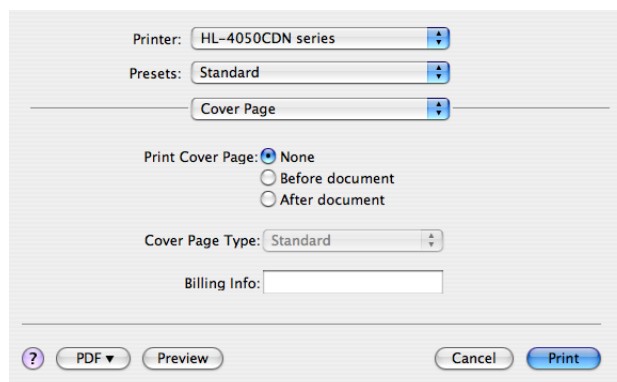 Printer: HL-4050CDN series
Presets: Standard
Cover Page
Print Cover Page: None
Before document
After document
Cover Page Type: Standard
Billing Info:
? PDF ▼ Preview Cancel Print